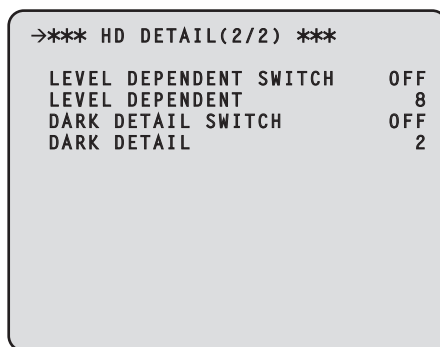 →*** HD DETAIL(2/2) ***
LEVEL DEPENDENT SWITCH OFF
LEVEL DEPENDENT 8
DARK DETAIL SWITCH OFF
DARK DETAIL 2